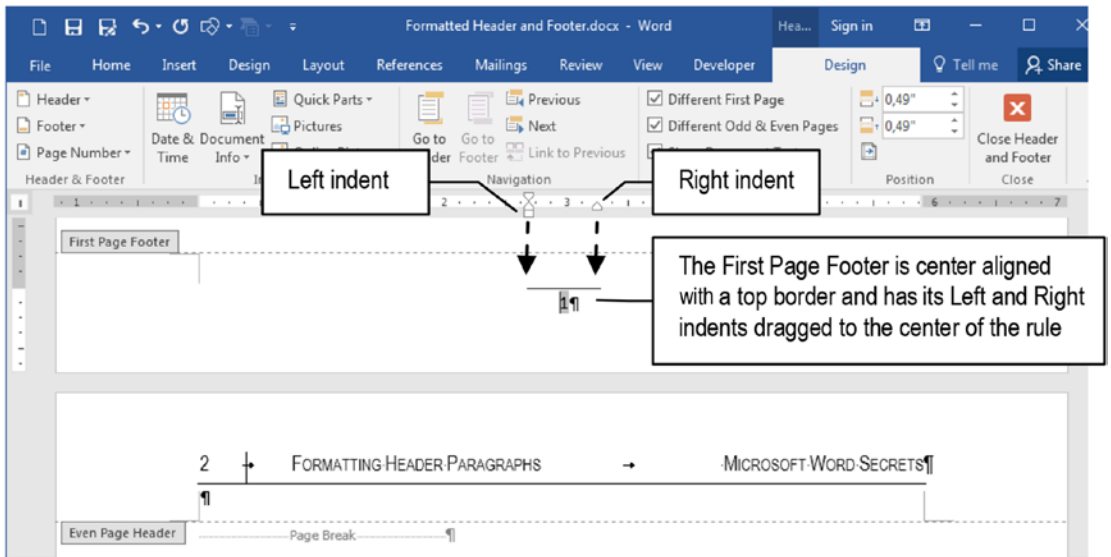 Formatted Header and Footer.docx - Word Hea... Sign in
File Home Insert Design Layout References Mailings Review View Developer Design Tell me Share
Header Quick Parts Previous Different First Page 0,49"
Footer Date & Time Document Info Pictures Go to Go to Footer Next Different Odd & Even Pages 0,49" Close Header and Footer
Page Number Link to Previous
Header & Footer Navigation Position Close
Left indent Right indent
1 2 3 6 7
First Page Footer
The First Page Footer is center aligned
with a top border and has its Left and Right
indents dragged to the center of the rule
1¶
2 FORMATTING·HEADER·PARAGRAPHS ·MICROSOFT·WORD·SECRETS¶
¶
Even Page Header Page Break ¶